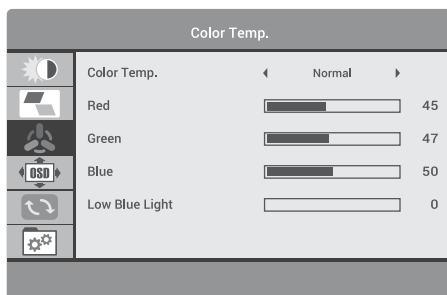 Color Temp.
Color Temp. Normal
Red 45
Green 47
OSD Blue 50
Low Blue Light 0